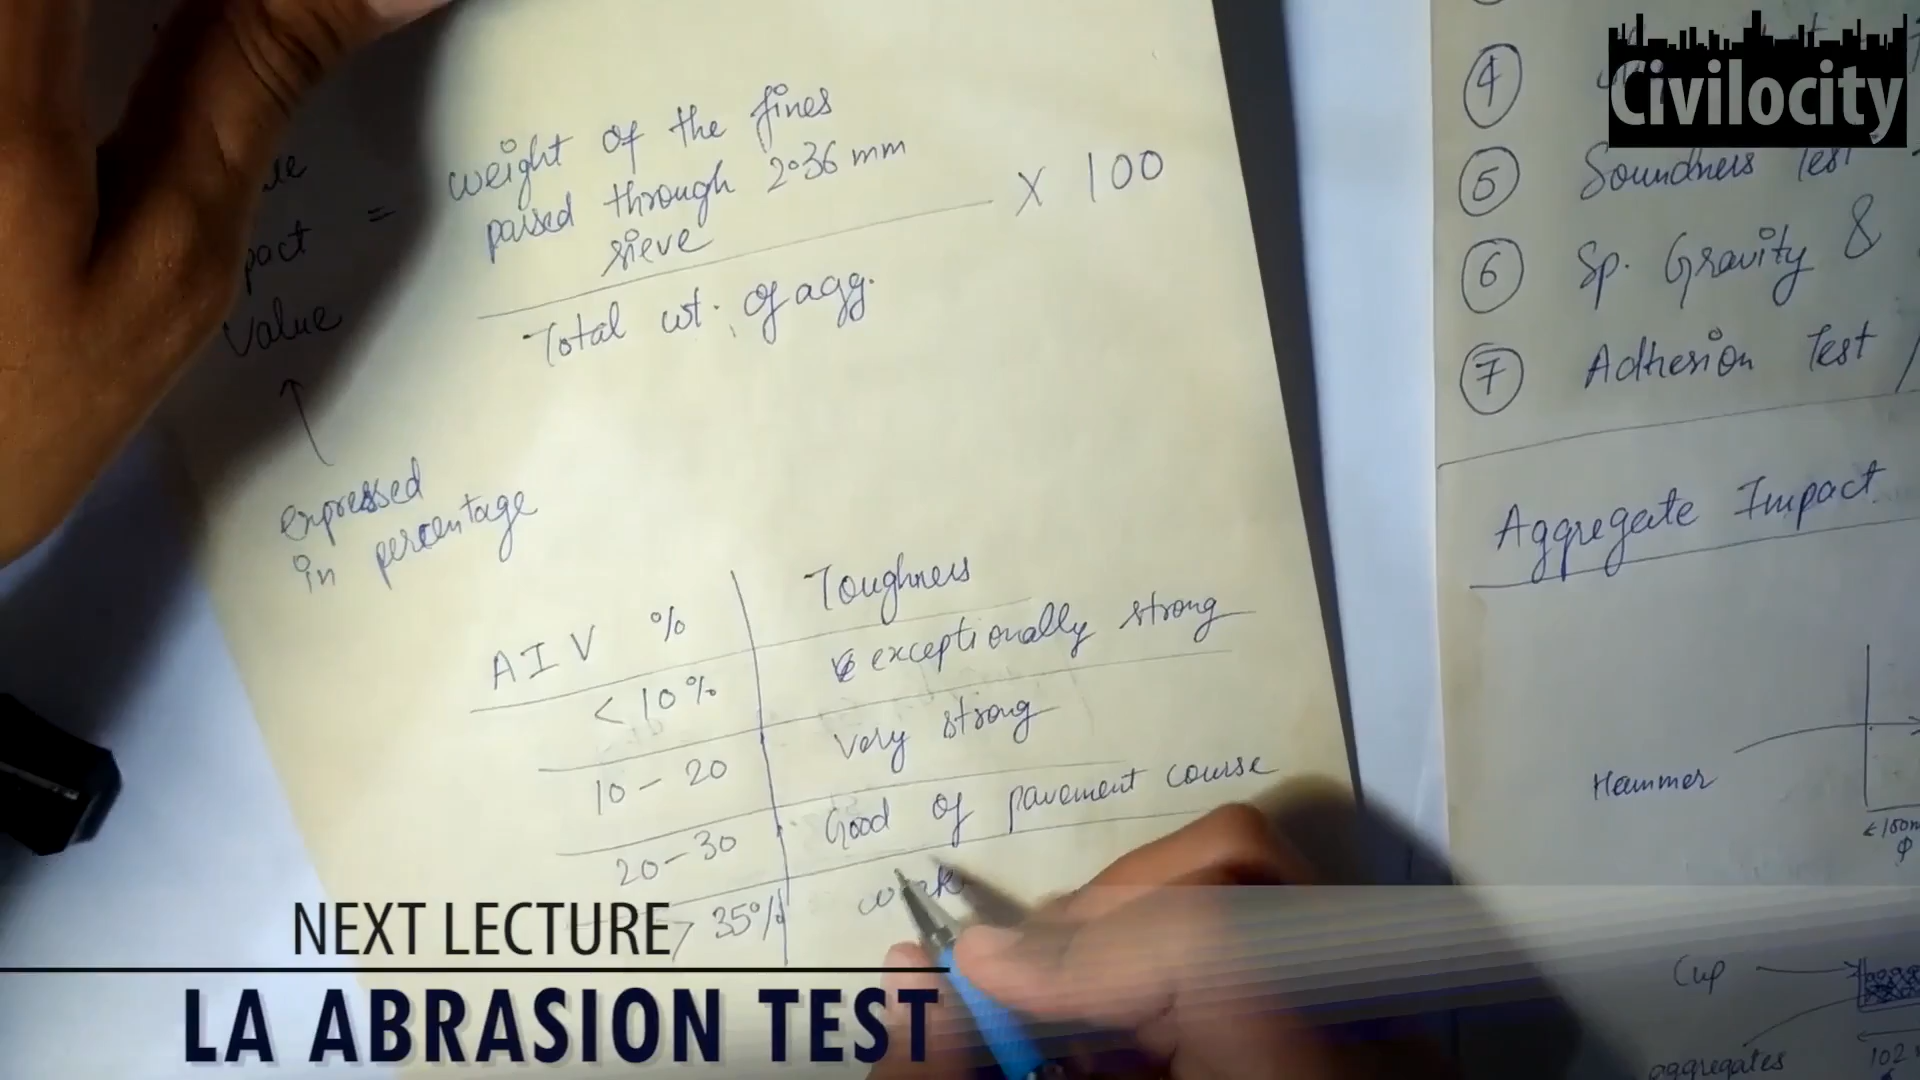 weight of the fines
passed through 2.36 mm
sieve
= X 100
Total wt. of agg.
Value
expressed
in percentage
AIV % Toughness
< 10% exceptionally strong
10 - 20 very strong
20 - 30 Good of pavement course
> 35%
NEXT LECTURE
LA ABRASION TEST
Civilocity
4
5 Soundness Test
6 Sp. Gravity &
7 Adhesion Test /
Aggregate Impact
Hammer
Cup
aggregates
102